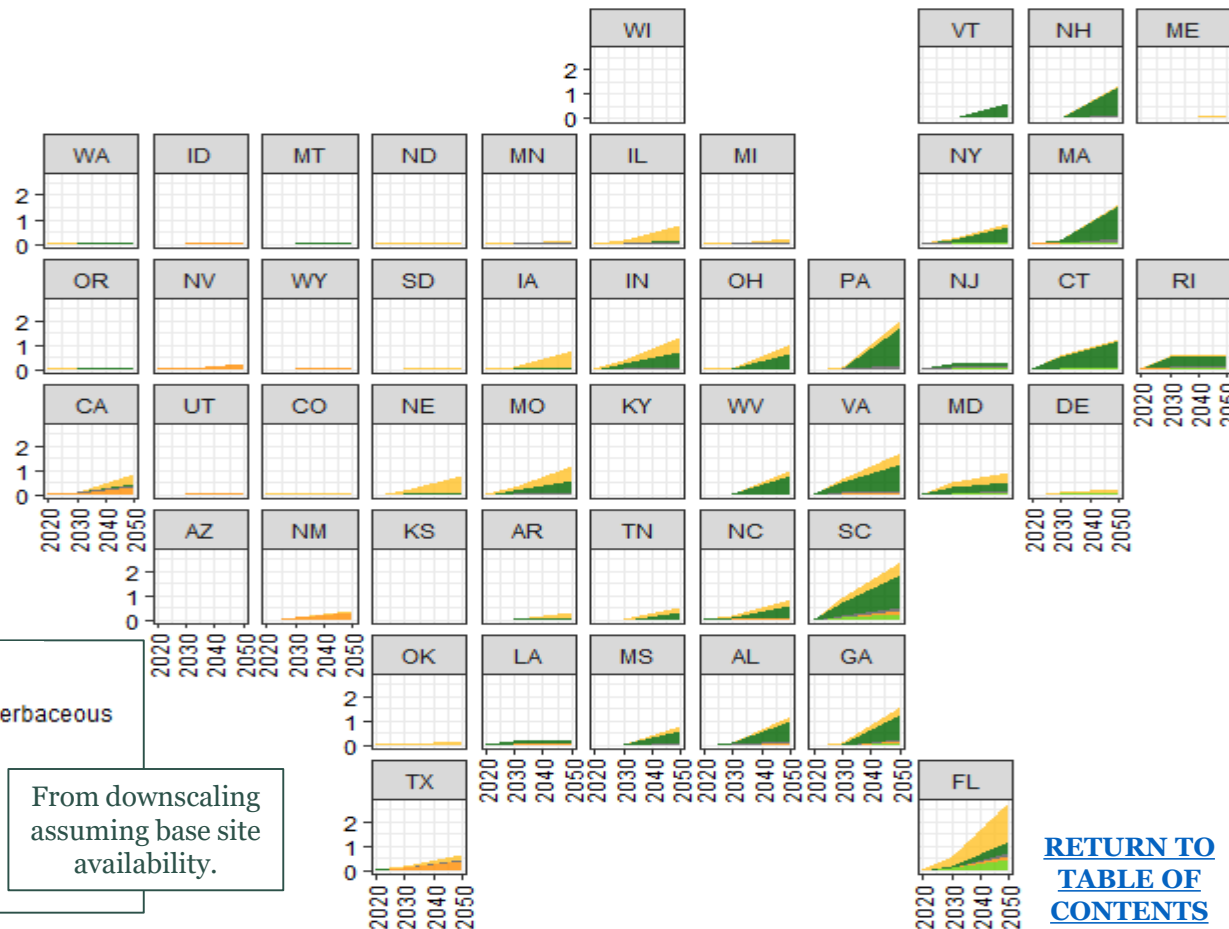 WI VT NH ME
2
1
0
WA ID MT ND MN IL MI NY MA
2
1
0
OR NV WY SD IA IN OH PA NJ CT RI
2
1
0
2020 2030 2040 2050
CA UT CO NE MO KY WV VA MD DE
2
1
0
2020 2030 2040 2050
2020 2030 2040 2050
AZ NM KS AR TN NC SC
2
1
0
2020 2030 2040 2050 2020 2030 2040 2050
OK LA MS AL GA
2
1
0
2020 2030 2040 2050 2020 2030 2040 2050 2020 2030 2040 2050 2020 2030 2040 2050
TX FL
2
1
0
2020 2030 2040 2050
2020 2030 2040 2050
erbaceous
From downscaling
assuming base site
availability.
RETURN TO
TABLE OF
CONTENTS